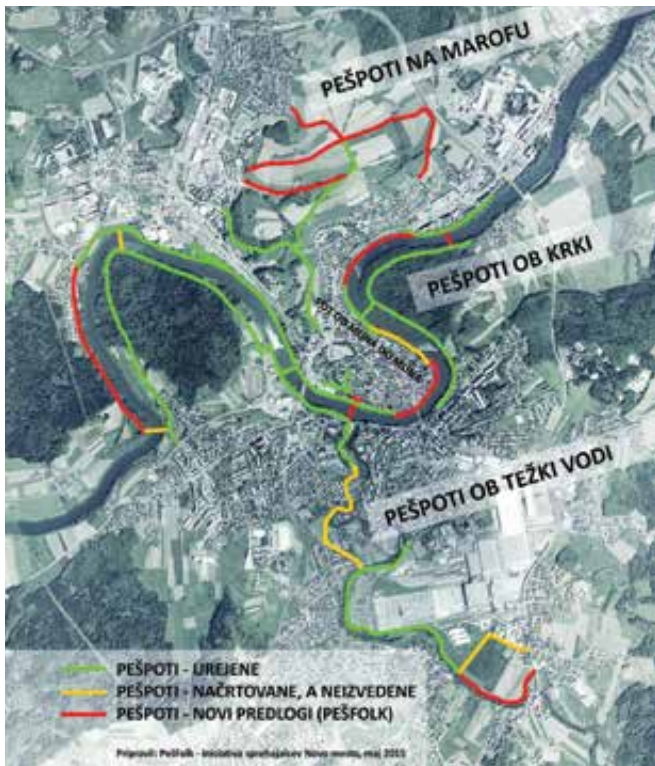 PEŠPOTI NA MAROFU
PEŠPOTI OB KRKI
PEŠPOTI OB TEŽKI VODI
PEŠPOTI - UREJENE
PEŠPOTI - NAČRTOVANE, A NEIZVEDENE
PEŠPOTI - NOVI PREDLOGI (PEŠFOLK)
Pripravil: Pešfolk - Iniciativa sprehajalcev Novo mesto, maj 2015